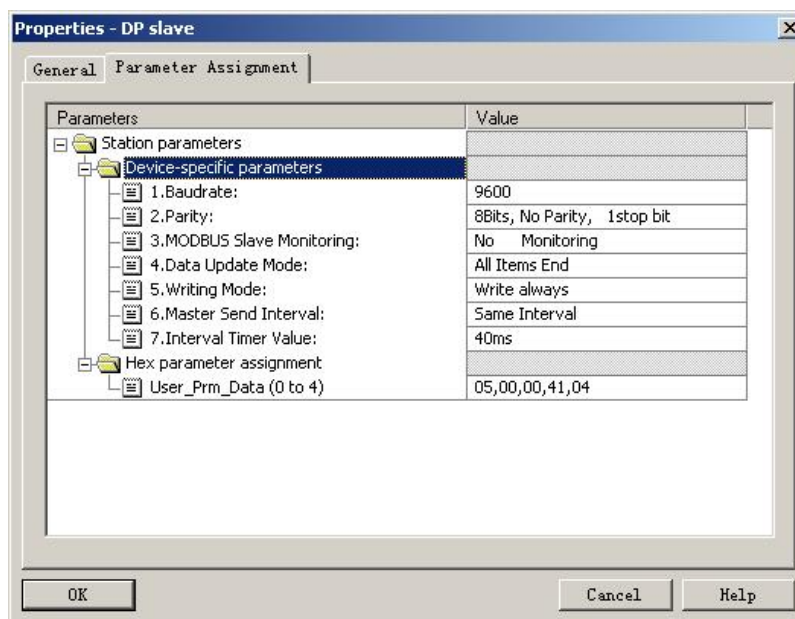 Properties - DP slave
General Parameter Assignment
Parameters Value
Station parameters
Device-specific parameters
1.Baudrate: 9600
2.Parity: 8Bits, No Parity, 1stop bit
3.MODBUS Slave Monitoring: No Monitoring
4.Data Update Mode: All Items End
5.Writing Mode: Write always
6.Master Send Interval: Same Interval
7.Interval Timer Value: 40ms
Hex parameter assignment
User_Prm_Data (0 to 4) 05,00,00,41,04
OK Cancel Help